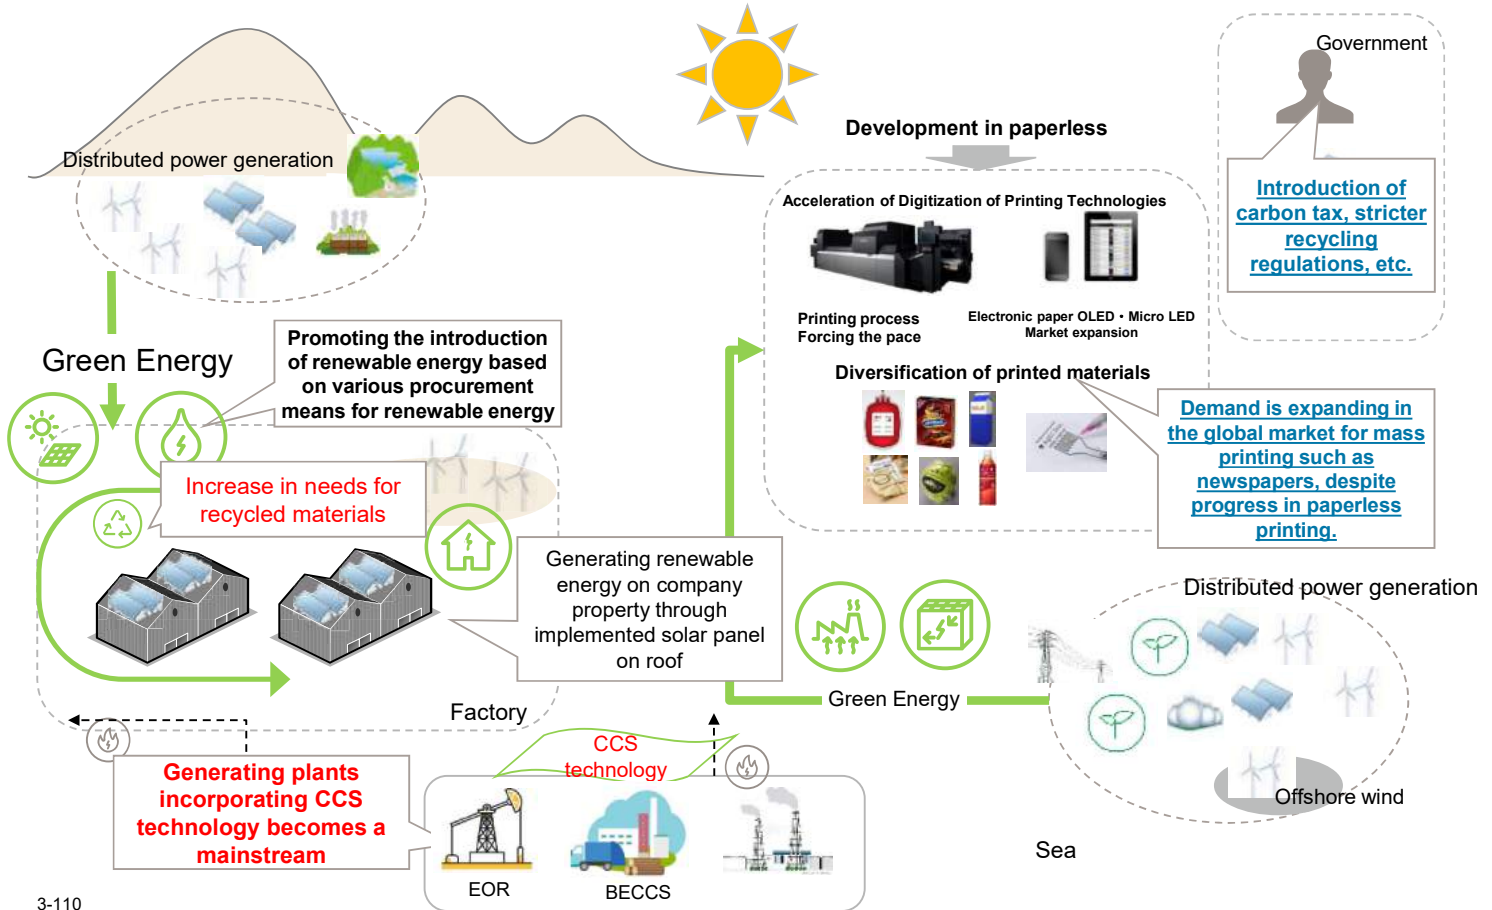 Government
Development in paperless
Distributed power generation
Introduction of
carbon tax, stricter
recycling
regulations, etc.
Acceleration of Digitization of Printing Technologies
Printing process
Forcing the pace
Electronic paper OLED・Micro LED
Market expansion
Green Energy
Promoting the introduction
of renewable energy based
on various procurement
means for renewable energy
Diversification of printed materials
Demand is expanding in
the global market for mass
printing such as
newspapers, despite
progress in paperless
printing.
Increase in needs for
recycled materials
Generating renewable
energy on company
property through
implemented solar panel
on roof
Distributed power generation
Green Energy
Factory
CCS
technology
Generating plants
incorporating CCS
technology becomes a
mainstream
Offshore wind
Sea
EOR
BECCS
3-110